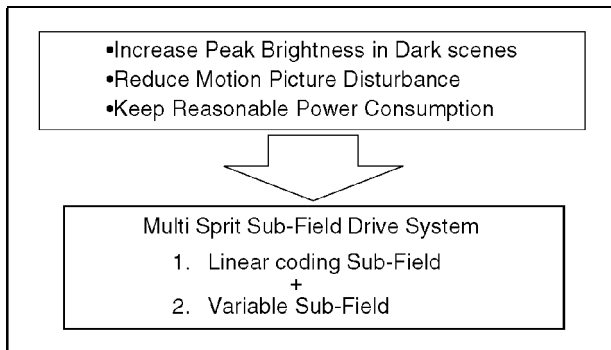 •Increase Peak Brightness in Dark scenes
•Reduce Motion Picture Disturbance
•Keep Reasonable Power Consumption
Multi Sprit Sub-Field Drive System
1. Linear coding Sub-Field
+
2. Variable Sub-Field